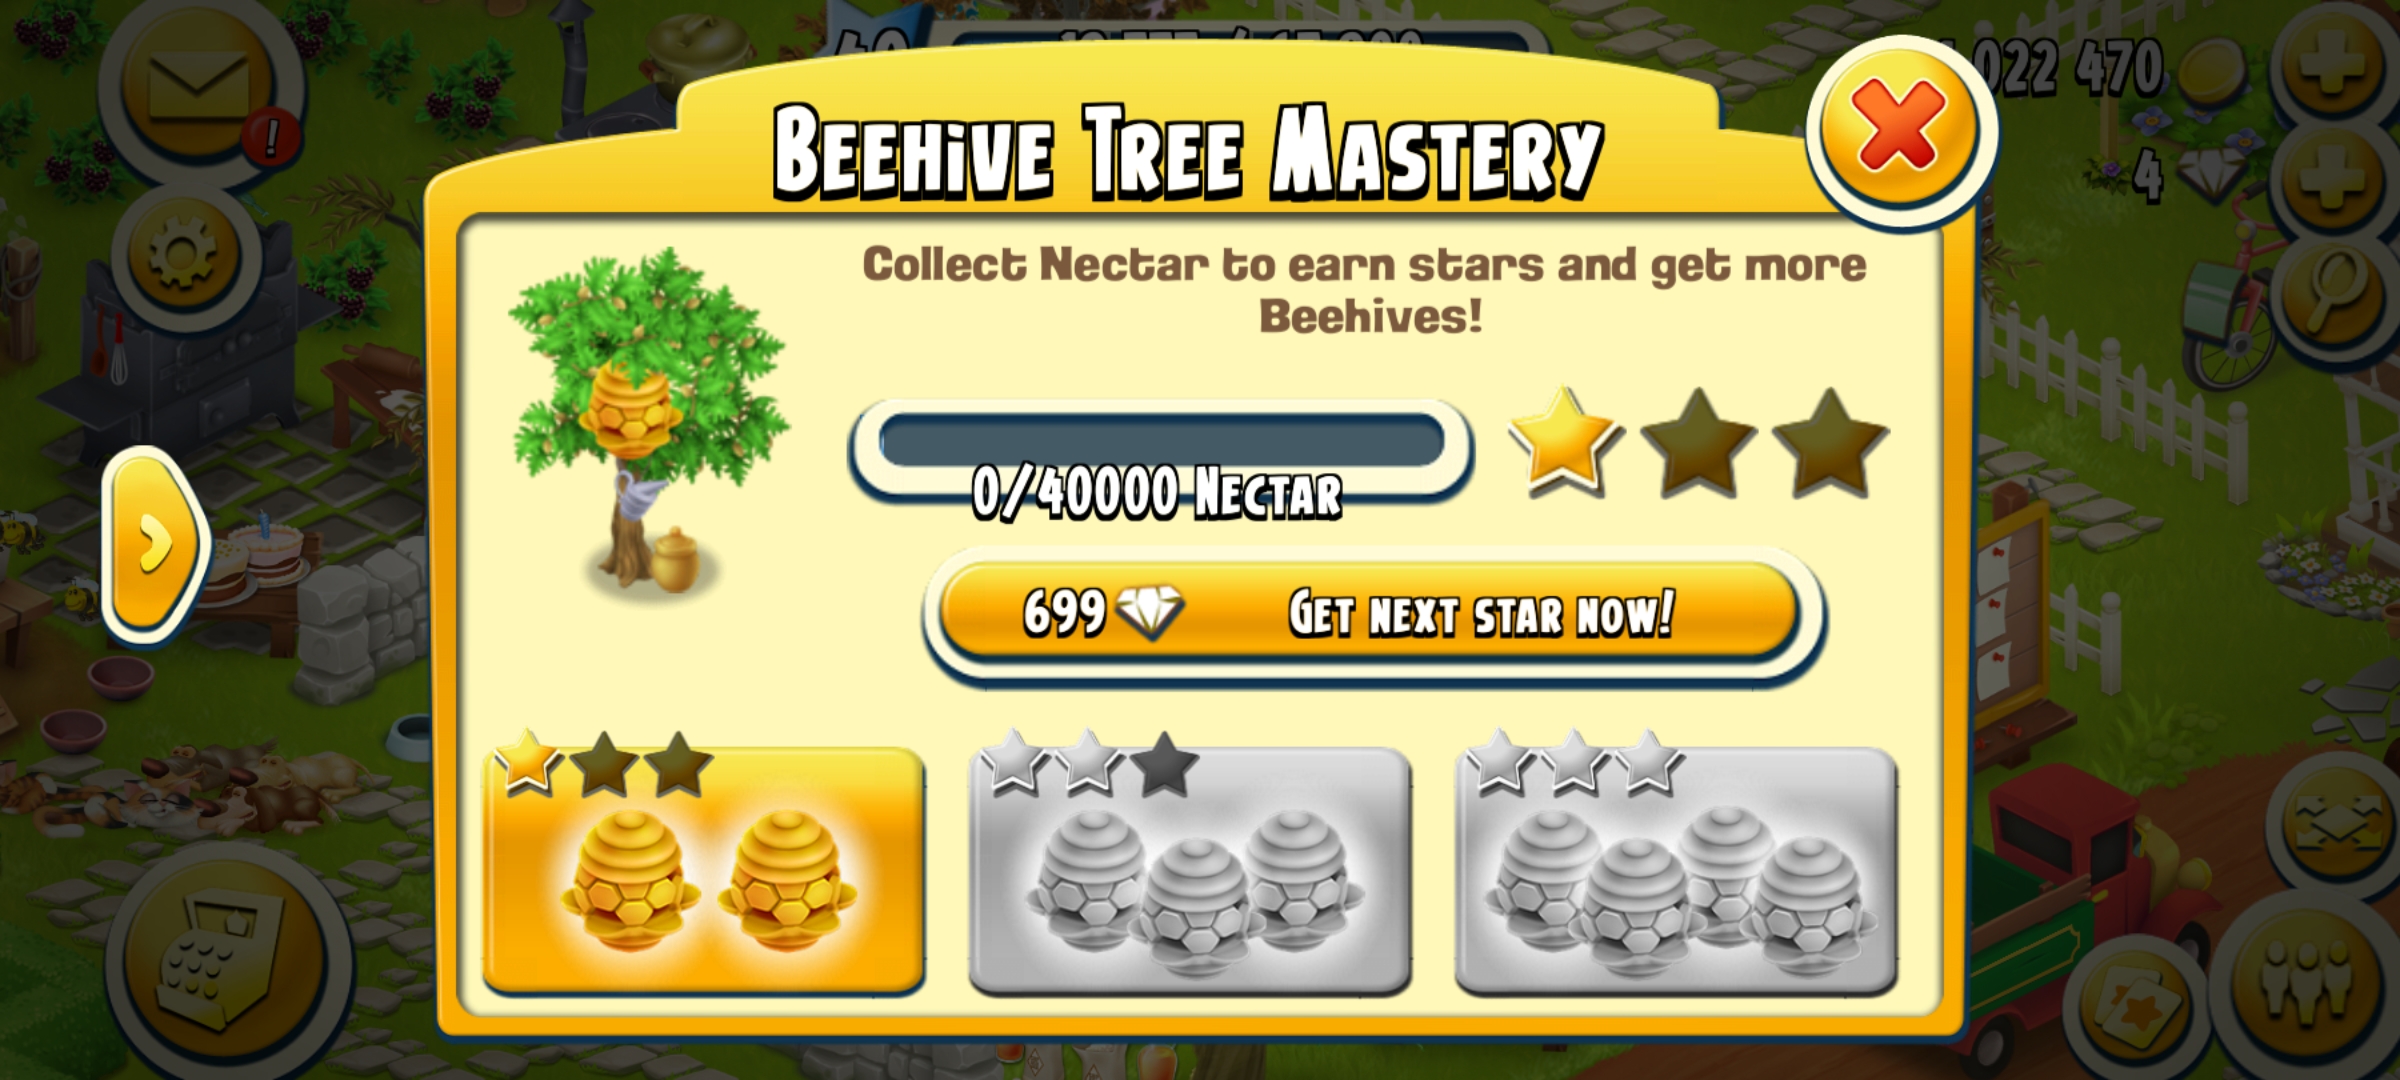 022 470
4
Beehive Tree Mastery
Collect Nectar to earn stars and get more
Beehives!
0/40000 Nectar
699
Get next star now!